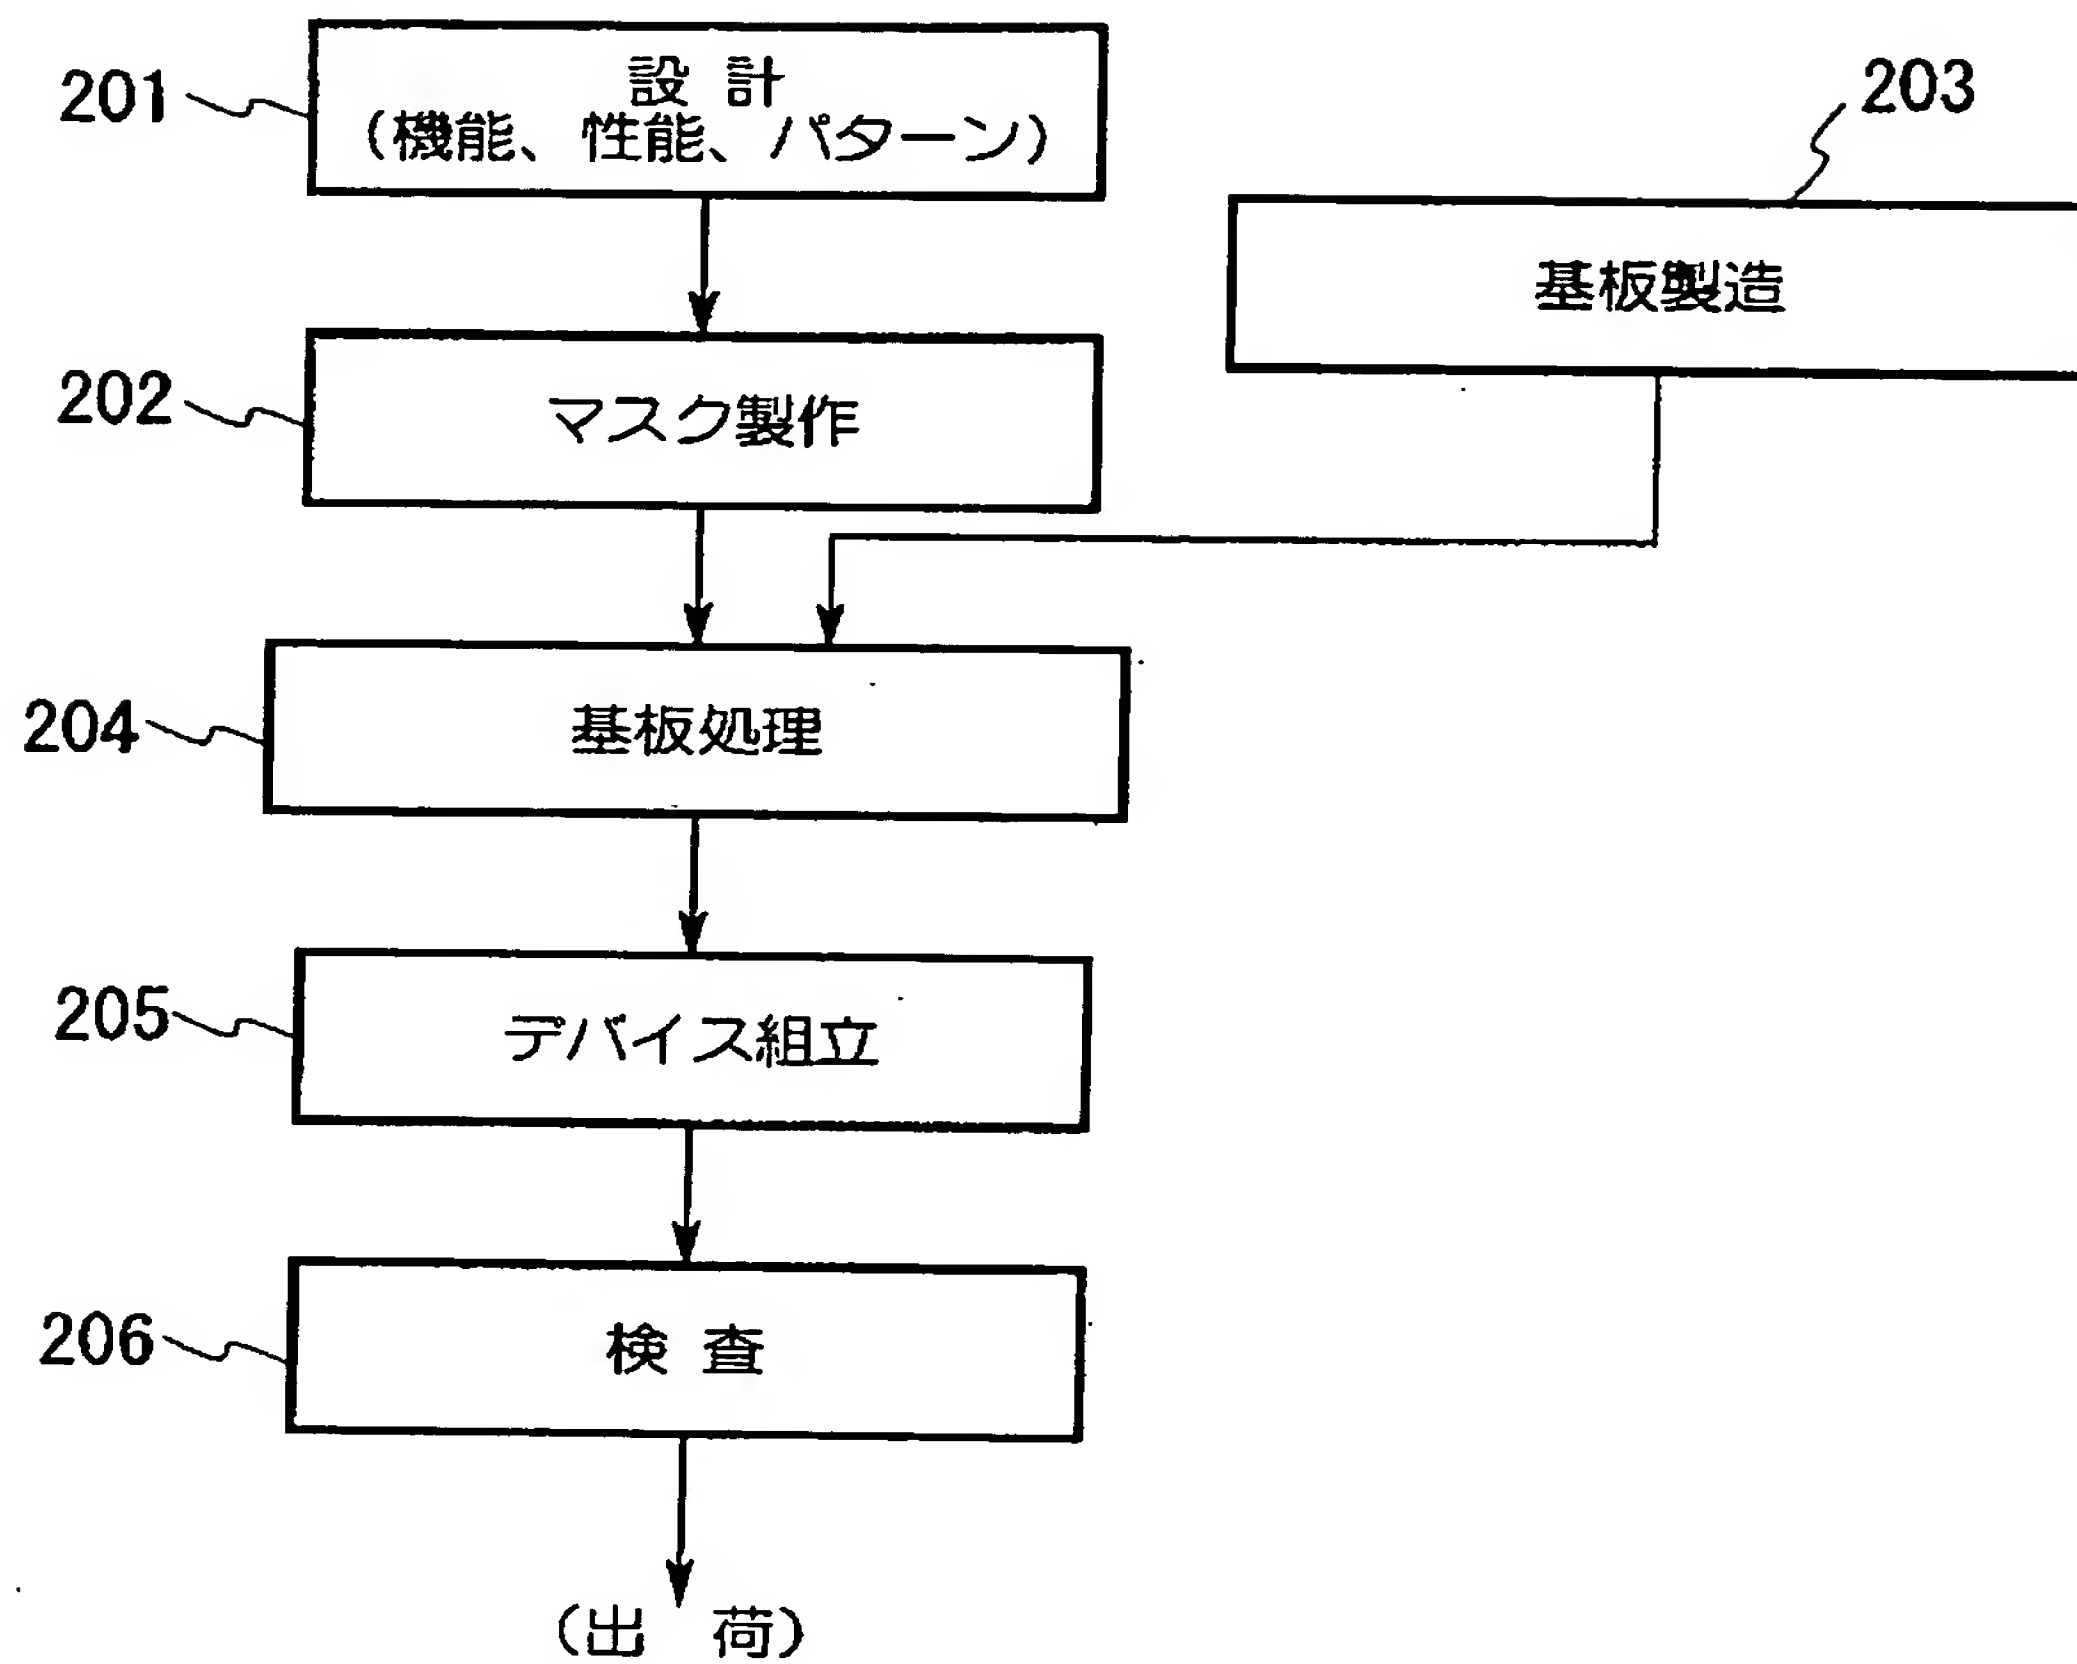 201
設 計
(機能、性能、パターン)
203
基板製造
202
マスク製作
204
基板処理
205
デバイス組立
206
検 査
(出 荷)